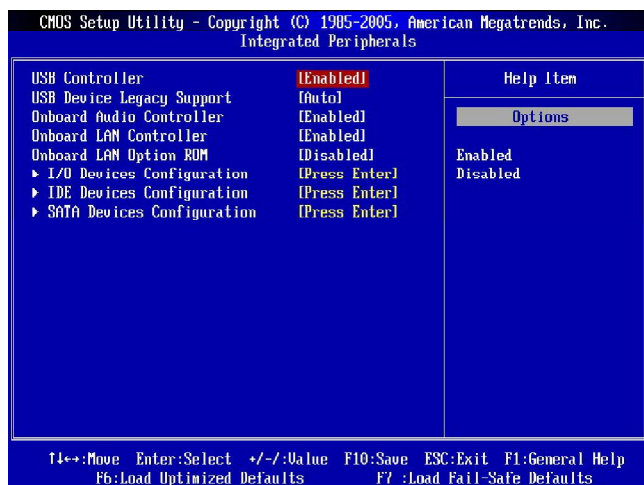 CMOS Setup Utility - Copyright (C) 1985-2005, American Megatrends, Inc.
Integrated Peripherals
USB Controller [Enabled]
USB Device Legacy Support [Auto]
Onboard Audio Controller [Enabled]
Onboard LAN Controller [Enabled]
Onboard LAN Option ROM [Disabled]
► I/O Devices Configuration [Press Enter]
► IDE Devices Configuration [Press Enter]
► SATA Devices Configuration [Press Enter]
Help Item
Options
Enabled
Disabled
↑↓←→:Move Enter:Select +/-/:Value F10:Save ESC:Exit F1:General Help
F6:Load Optimized Defaults F7 :Load Fail-Safe Defaults